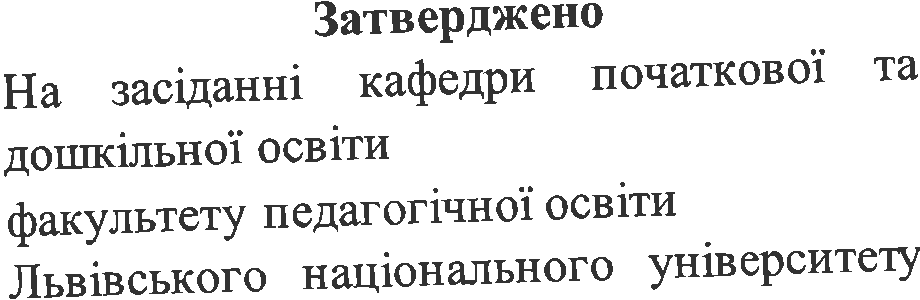 Затверджено
На засіданні кафедри початкової та
дошкільної освіти
факультету педагогічної освіти
Львівського національного університету